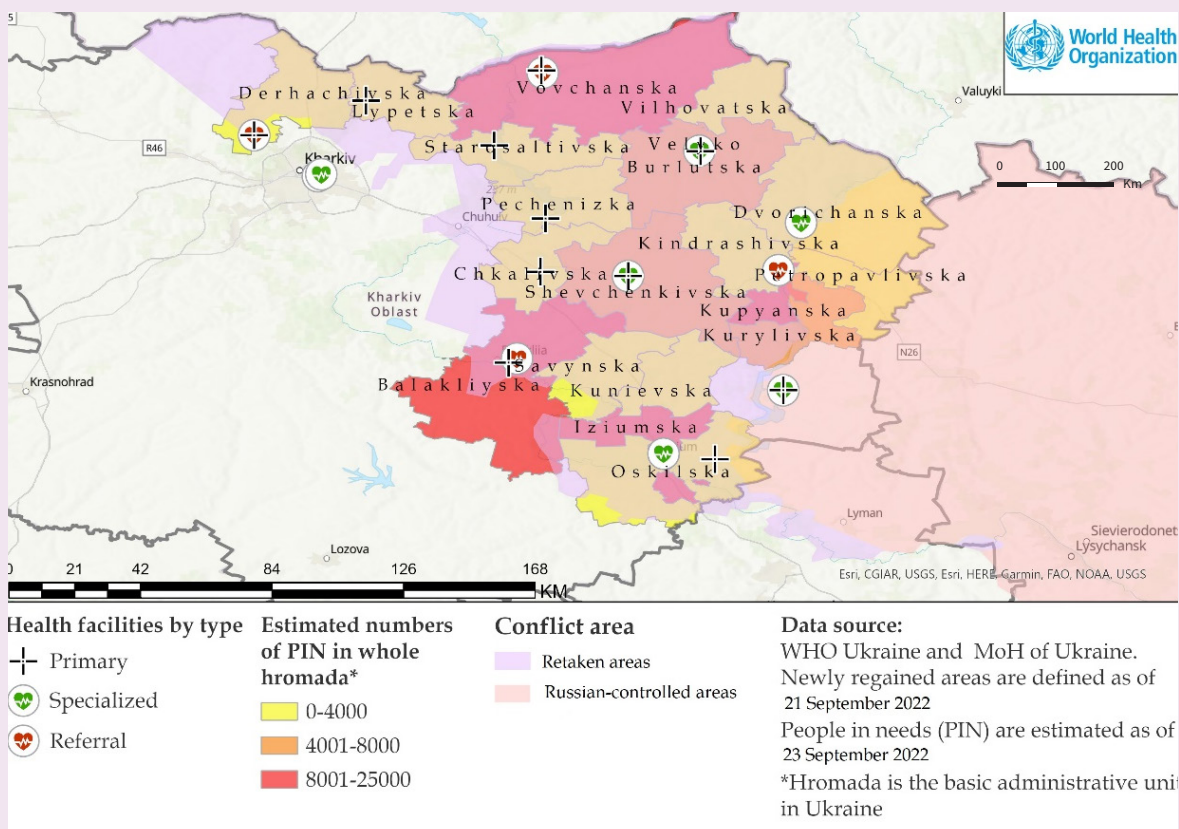 World Health
Organization
Valuyki
Derhachivska
Lypetska
Vovchanska
Vilhovatska
R46
Kharkiv
Starosaltivska
Velyko
Burlutska
0 100 200
Km
Pechenizka
Chuhuiv
Dvorichanska
Kindrashivska
Chkalivska
Petropavlivska
Shevchenkivska
Kharkiv
Oblast
Kupyanska
Kurylivska
N26
Savynska
Krasnohrad
Balakliyska
Kunievska
Iziumska
Oskilska
Lyman
Sievierodonet
Lysychansk
Lozova
Esri, CGIAR, USGS, Esri, HERE, Garmin, FAO, NOAA, USGS
0 21 42 84 126 168
KM
Health facilities by type
Primary
Specialized
Referral
Estimated numbers
of PIN in whole
hromada*
0-4000
4001-8000
8001-25000
Conflict area
Retaken areas
Russian-controlled areas
Data source:
WHO Ukraine and MoH of Ukraine.
Newly regained areas are defined as of
21 September 2022
People in needs (PIN) are estimated as of
23 September 2022
*Hromada is the basic administrative unit
in Ukraine